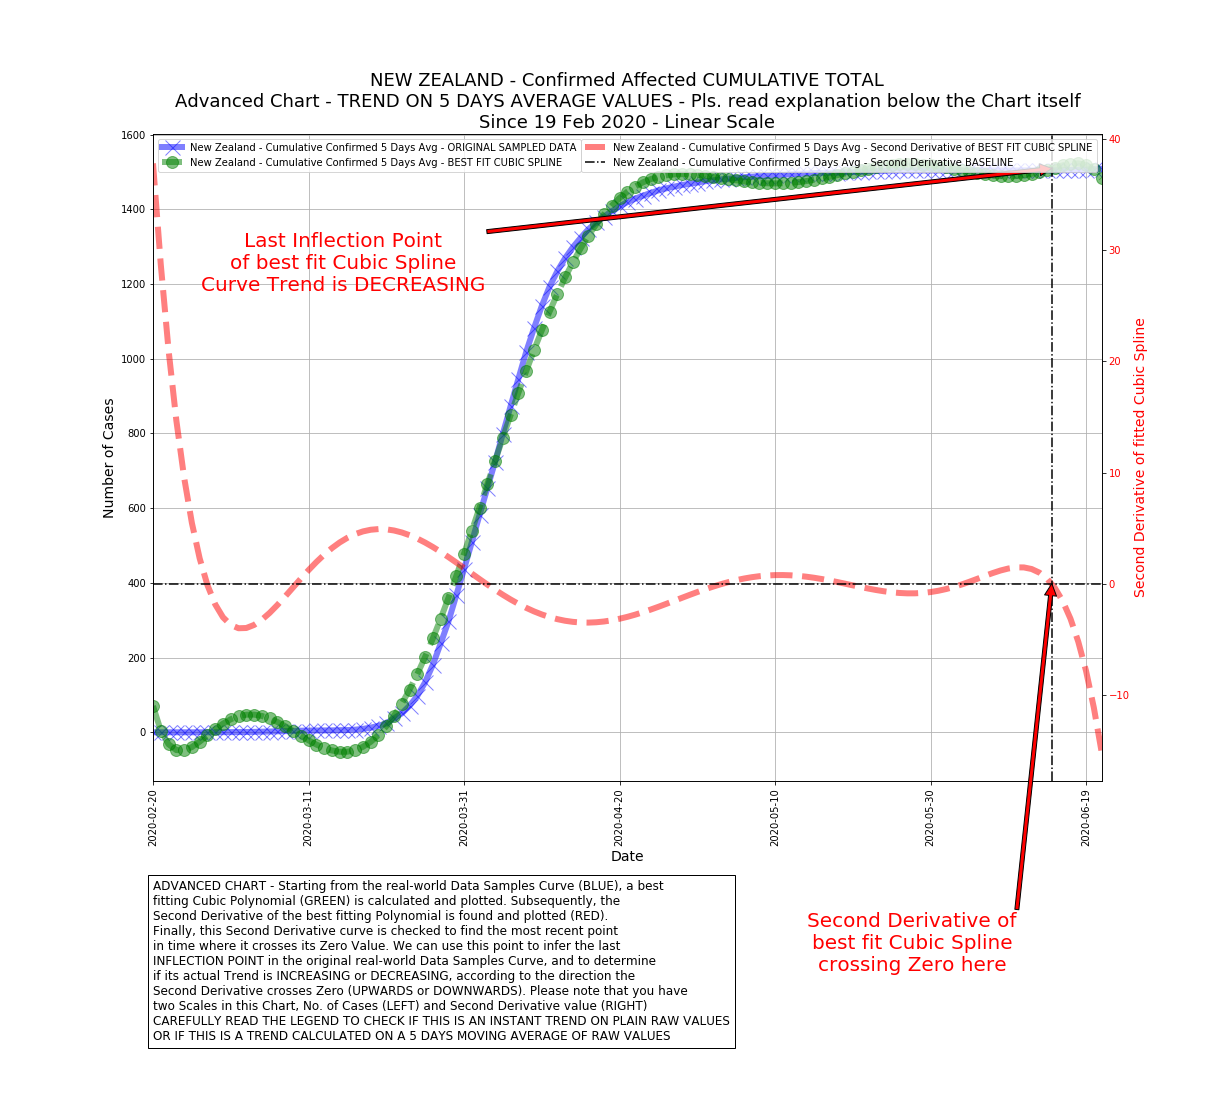 NEW ZEALAND - Confirmed Affected CUMULATIVE TOTAL
Advanced Chart - TREND ON 5 DAYS AVERAGE VALUES - Pls. read explanation below the Chart itself
Since 19 Feb 2020 - Linear Scale
New Zealand - Cumulative Confirmed 5 Days Avg - ORIGINAL SAMPLED DATA
New Zealand - Cumulative Confirmed 5 Days Avg - BEST FIT CUBIC SPLINE
New Zealand - Cumulative Confirmed 5 Days Avg - Second Derivative of BEST FIT CUBIC SPLINE
New Zealand - Cumulative Confirmed 5 Days Avg - Second Derivative BASELINE
1600
1400
1200
1000
800
600
400
200
0
Number of Cases
40
30
20
10
0
−10
Second Derivative of fitted Cubic Spline
Last Inflection Point
of best fit Cubic Spline
Curve Trend is DECREASING
2020-02-20
2020-03-11
2020-03-31
2020-04-20
2020-05-10
2020-05-30
2020-06-19
Date
ADVANCED CHART - Starting from the real-world Data Samples Curve (BLUE), a best
fitting Cubic Polynomial (GREEN) is calculated and plotted. Subsequently, the
Second Derivative of the best fitting Polynomial is found and plotted (RED).
Finally, this Second Derivative curve is checked to find the most recent point
in time where it crosses its Zero Value. We can use this point to infer the last
INFLECTION POINT in the original real-world Data Samples Curve, and to determine
if its actual Trend is INCREASING or DECREASING, according to the direction the
Second Derivative crosses Zero (UPWARDS or DOWNWARDS). Please note that you have
two Scales in this Chart, No. of Cases (LEFT) and Second Derivative value (RIGHT)
CAREFULLY READ THE LEGEND TO CHECK IF THIS IS AN INSTANT TREND ON PLAIN RAW VALUES
OR IF THIS IS A TREND CALCULATED ON A 5 DAYS MOVING AVERAGE OF RAW VALUES
Second Derivative of
best fit Cubic Spline
crossing Zero here